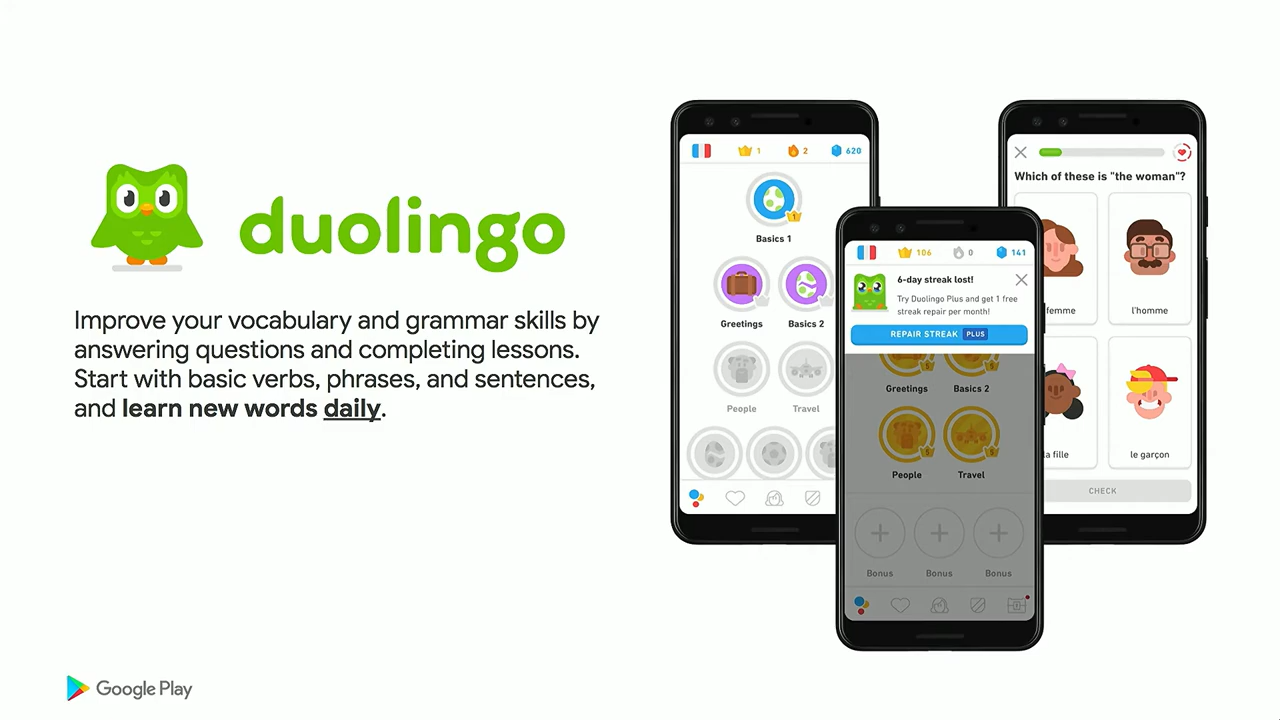 duolingo
Improve your vocabulary and grammar skills by
answering questions and completing lessons.
Start with basic verbs, phrases, and sentences,
and learn new words daily.
Google Play
1 2 620
Basics 1
Greetings Basics 2
People Travel
106 0 141
6-day streak lost!
Try Duolingo Plus and get 1 free
streak repair per month!
REPAIR STREAK PLUS
Greetings Basics 2
People Travel
Bonus Bonus Bonus
Which of these is "the woman"?
femme l'homme
la fille le garçon
CHECK